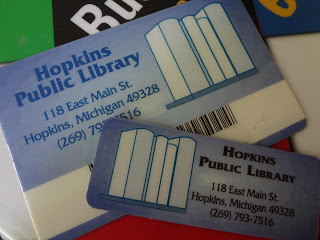 Bu
Hopkins
Public Library
118 East Main St.
Hopkins, Michigan 49328
(269) 793-7516
Hopkins
Public Library
118 East Main St.
Hopkins, Michigan 49328
(269) 793-7516